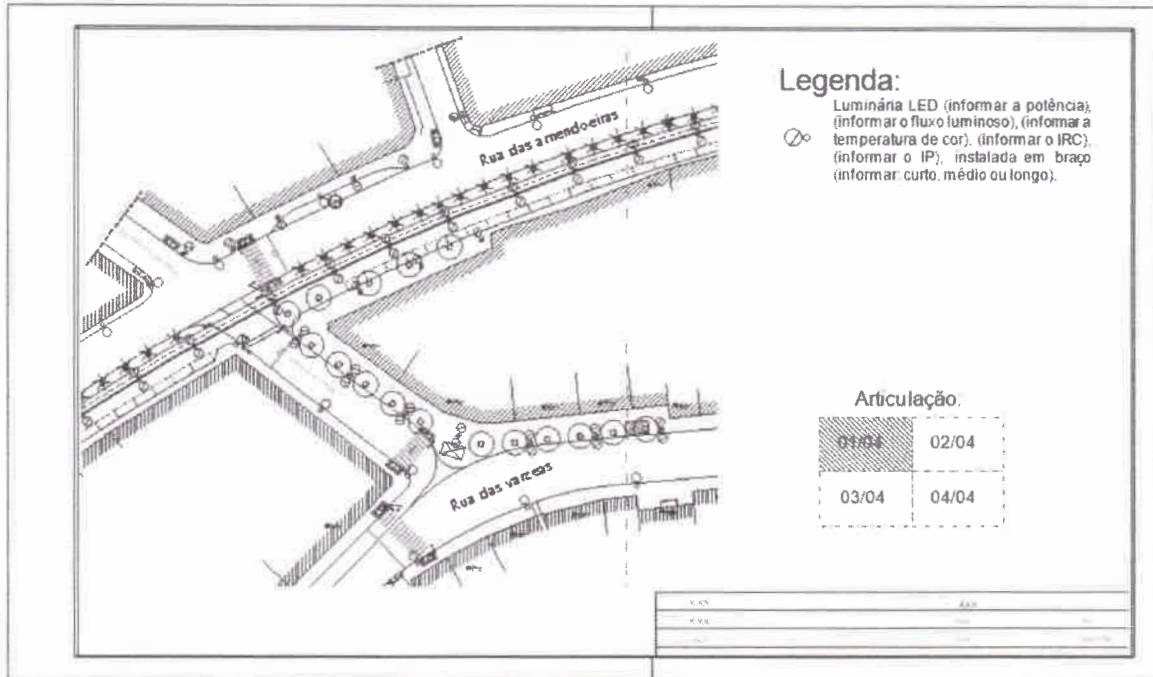 Legenda:
Luminária LED (informar a potência),
(informar o fluxo luminoso), (informar a
temperatura de cor), (informar o IRC),
(informar o IP), instalada em braço
(informar: curto, médio ou longo).
Rua das amendoeiras
Rua das varceas
Articulação:
01/04
02/04
03/04
04/04